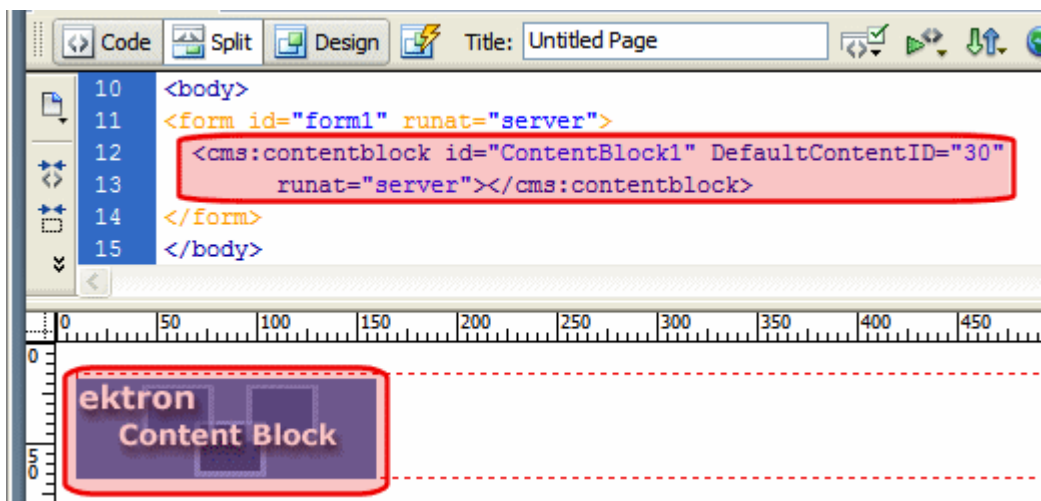 Code Split Design Title: Untitled Page
10 <body>
11 <form id="form1" runat="server">
12 <cms:contentblock id="ContentBlock1" DefaultContentID="30"
13 runat="server"></cms:contentblock>
14 </form>
15 </body>
0 50 100 150 200 250 300 350 400 450
0
ektron
Content Block
50